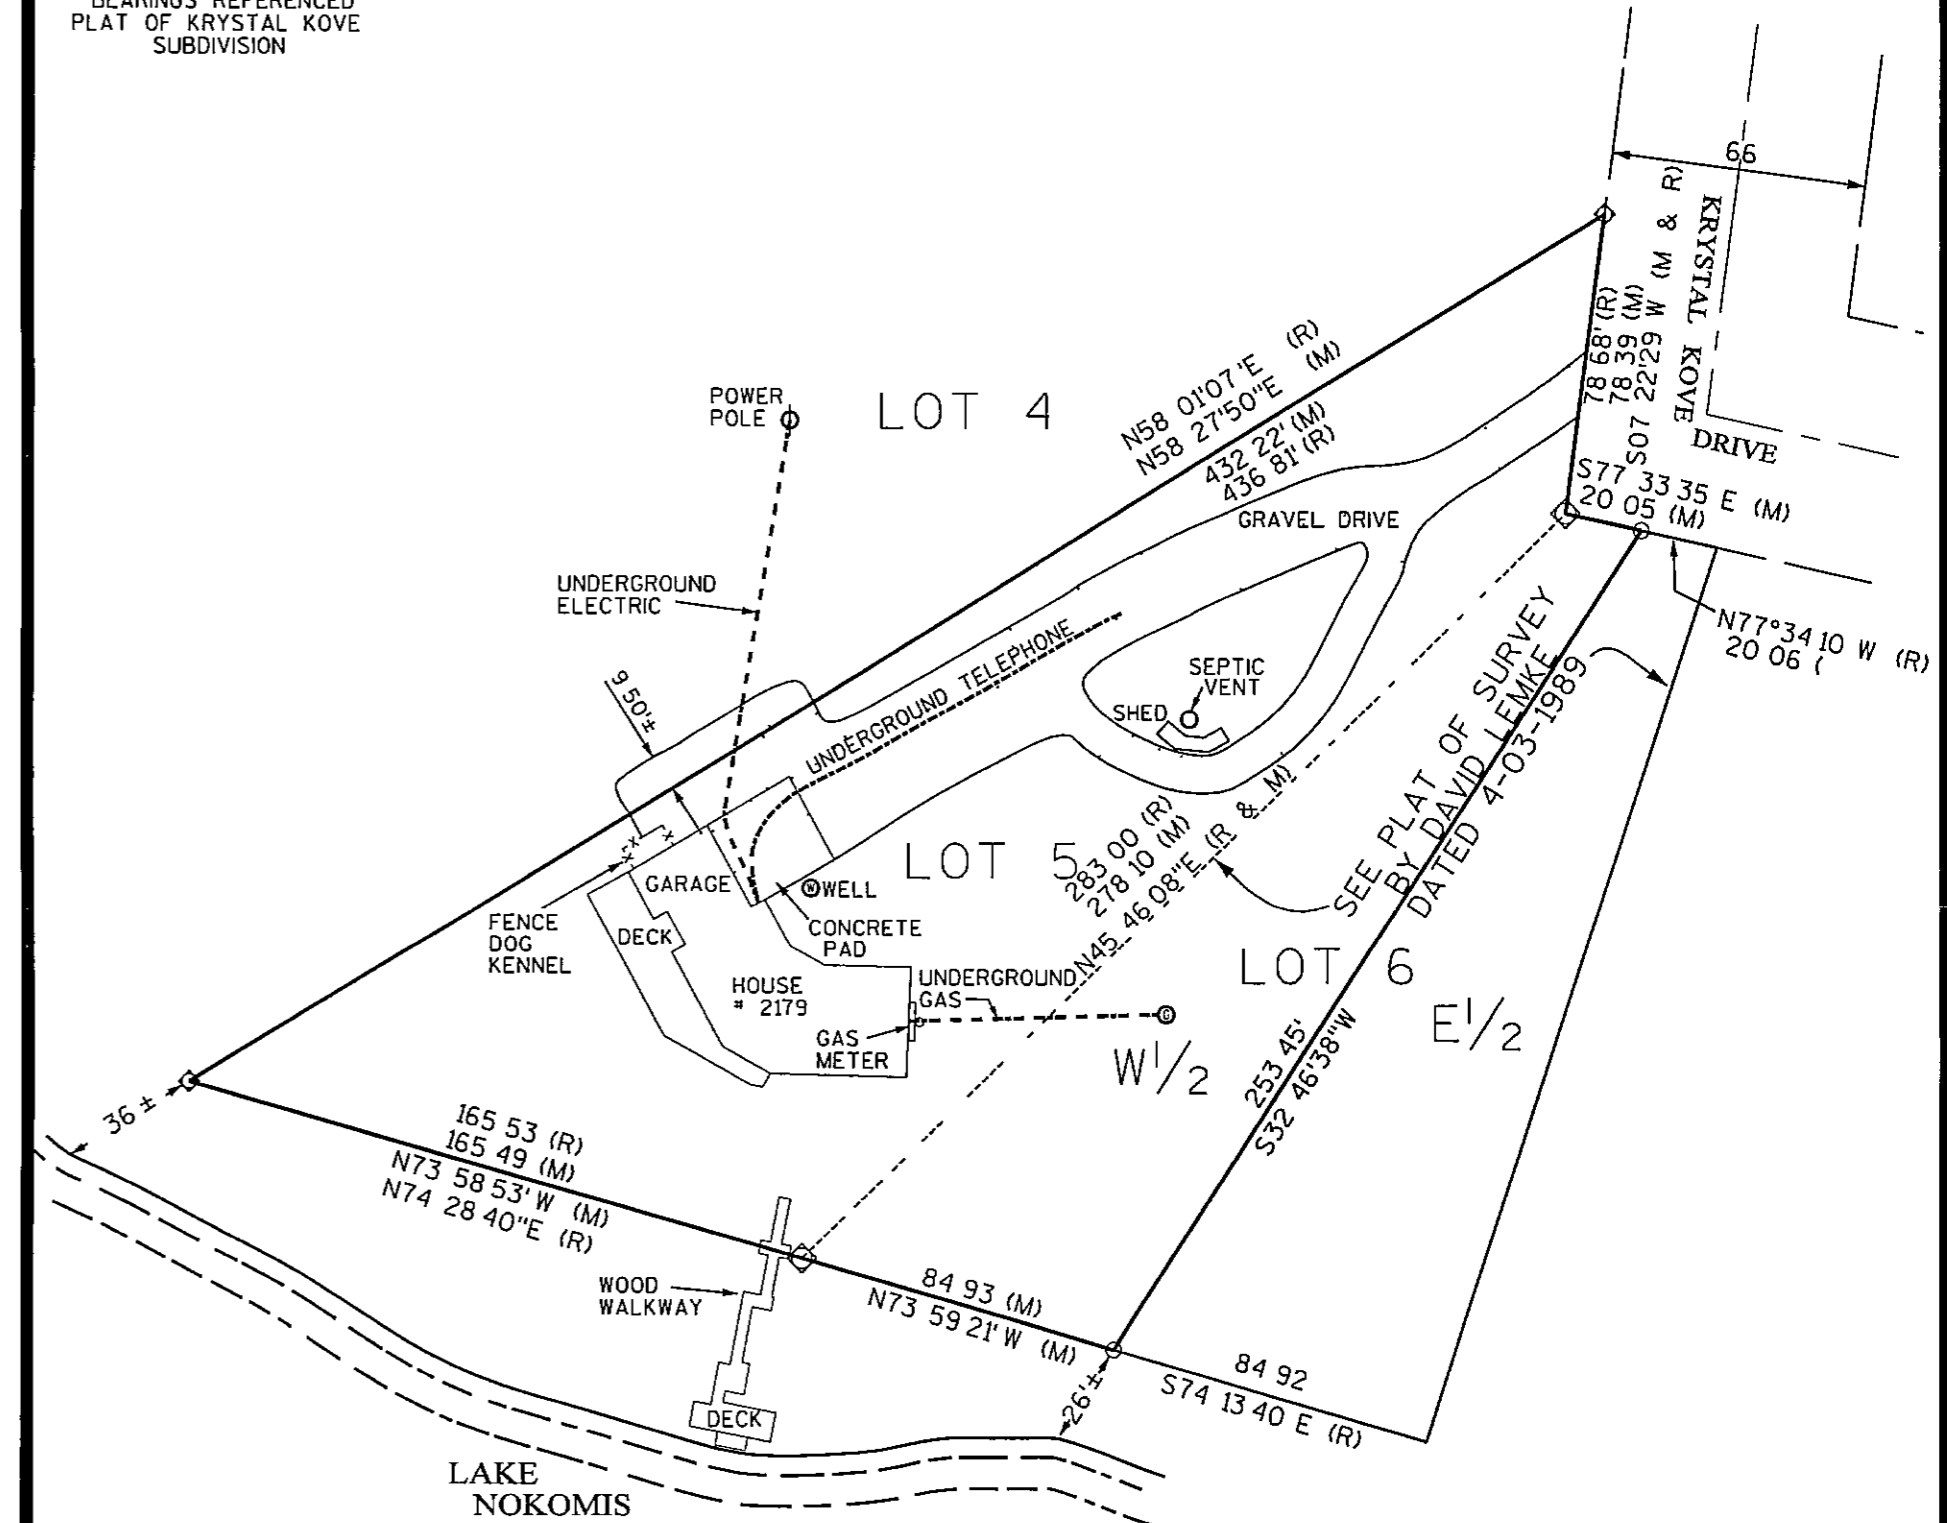 BEARINGS REFERENCED
PLAT OF KRYSTAL KOVE
SUBDIVISION
66
KRYSTAL KOVE
DRIVE
78 68' (R)
78 39 (M)
S07 22'29 W (M & R)
S77 33 35 E (M)
20 05 (M)
N77°34 10 W (R)
20 06 (
N58 01'07'E (R)
N58 27'50"E (M)
432 22' (M)
436 81' (R)
POWER
POLE
LOT 4
GRAVEL DRIVE
UNDERGROUND
ELECTRIC
9 50'±
UNDERGROUND TELEPHONE
SEPTIC
VENT
SHED
SEE PLAT OF SURVEY
BY DAVID LEMKE
DATED 4-03-1989
LOT 5
283 00 (R)
278 10 (M)
N45 46 08"E (R & M)
GARAGE
W WELL
FENCE
DOG
KENNEL
DECK
CONCRETE
PAD
HOUSE
# 2179
UNDERGROUND
GAS
G
GAS
METER
LOT 6
W 1/2
E 1/2
253 45'
S32 46'38"W
36 ±
165 53 (R)
165 49 (M)
N73 58 53' W (M)
N74 28 40"E (R)
WOOD
WALKWAY
84 93 (M)
N73 59 21' W (M)
84 92
S74 13 40 E (R)
26'±
DECK
LAKE
NOKOMIS